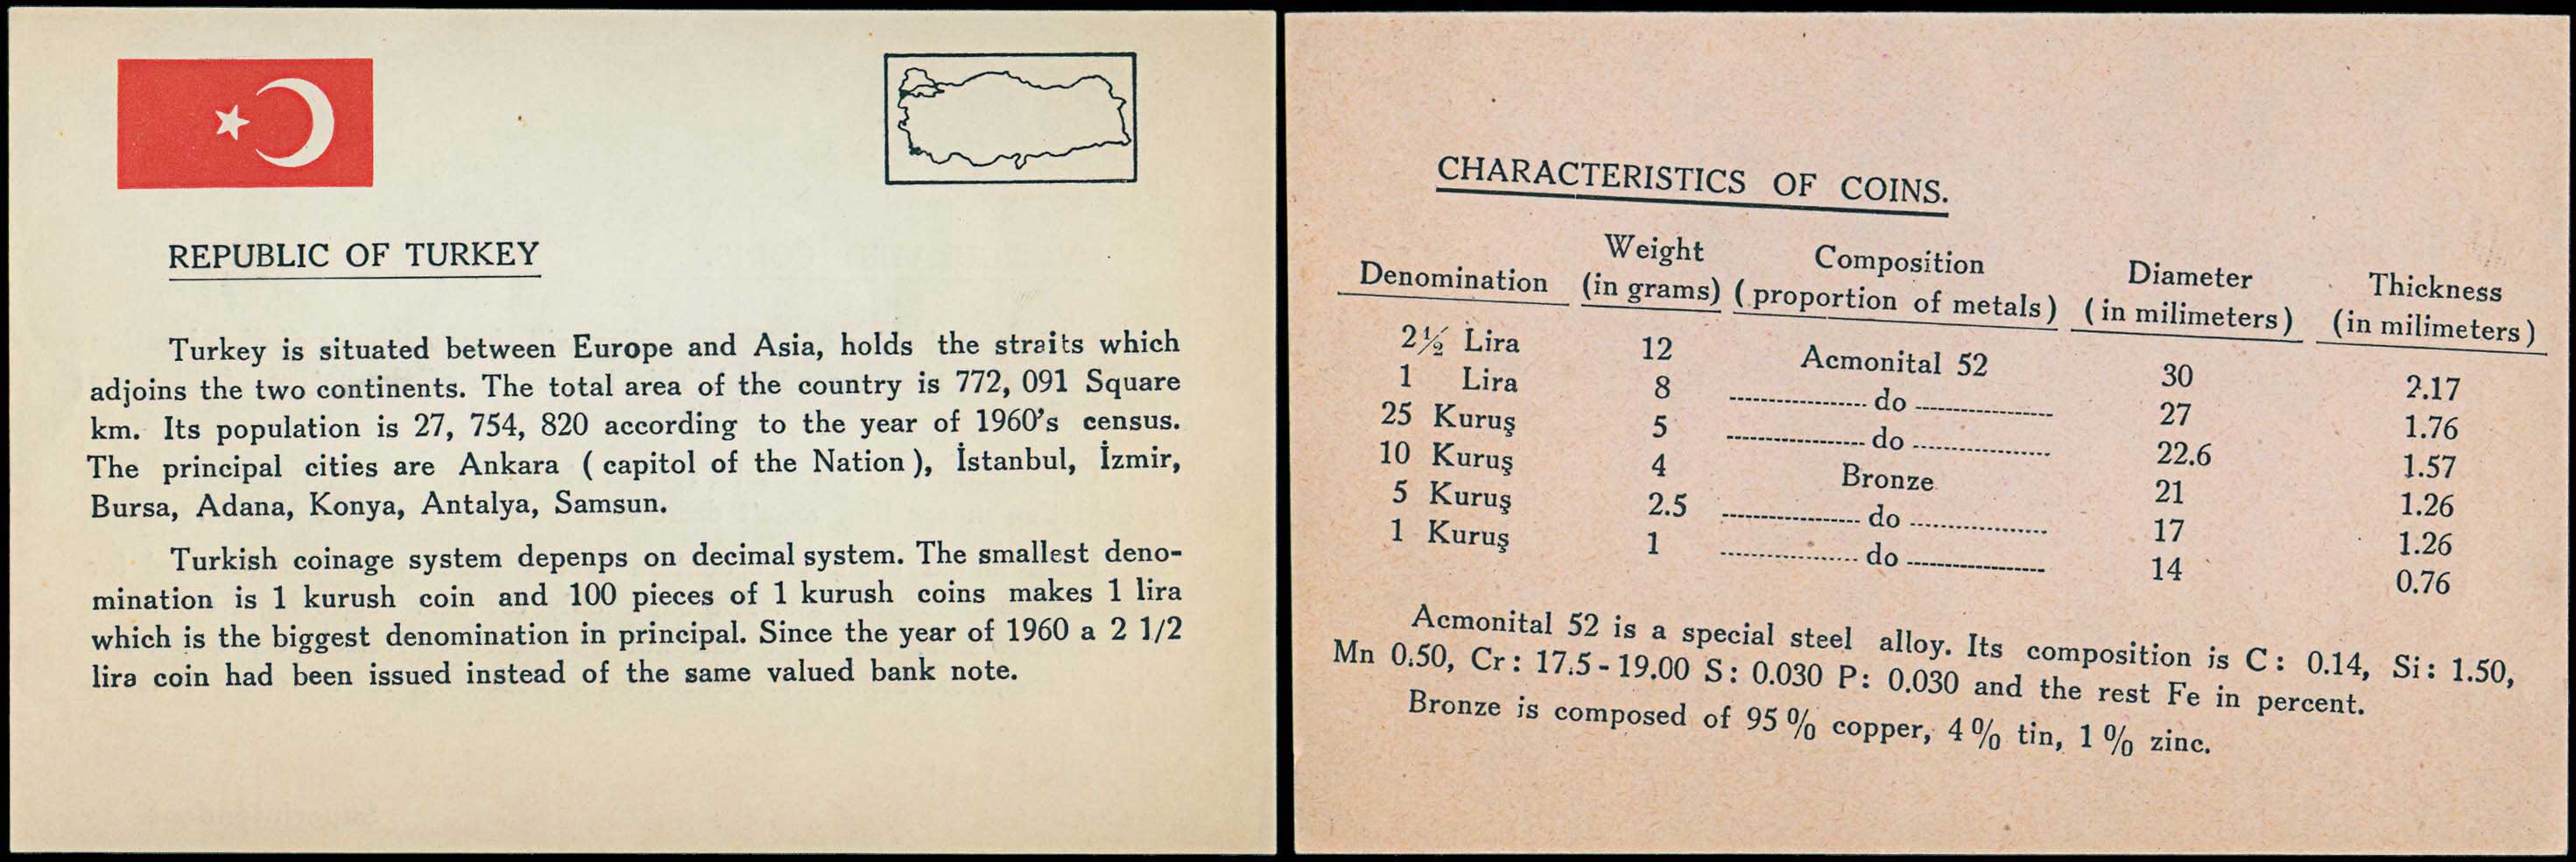 REPUBLIC OF TURKEY
Turkey is situated between Europe and Asia, holds the straits which
adjoins the two continents. The total area of the country is 772, 091 Square
km. Its population is 27, 754, 820 according to the year of 1960's census.
The principal cities are Ankara ( capitol of the Nation ), İstanbul, İzmir,
Bursa, Adana, Konya, Antalya, Samsun.
Turkish coinage system depenps on decimal system. The smallest deno-
mination is 1 kurush coin and 100 pieces of 1 kurush coins makes 1 lira
which is the biggest denomination in principal. Since the year of 1960 a 2 1/2
lira coin had been issued instead of the same valued bank note.
CHARACTERISTICS OF COINS.
Denomination Weight (in grams) Composition ( proportion of metals ) Diameter ( in milimeters ) Thickness ( in milimeters )
2½ Lira 12 Acmonital 52 30 2.17
1 Lira 8 do 27 1.76
25 Kuruş 5 do 22.6 1.57
10 Kuruş 4 Bronze 21 1.26
5 Kuruş 2.5 do 17 1.26
1 Kuruş 1 do 14 0.76
Acmonital 52 is a special steel alloy. Its composition is C : 0.14, Si : 1.50,
Mn 0.50, Cr : 17.5 - 19.00 S : 0.030 P : 0.030 and the rest Fe in percent.
Bronze is composed of 95 % copper, 4 % tin, 1 % zinc.